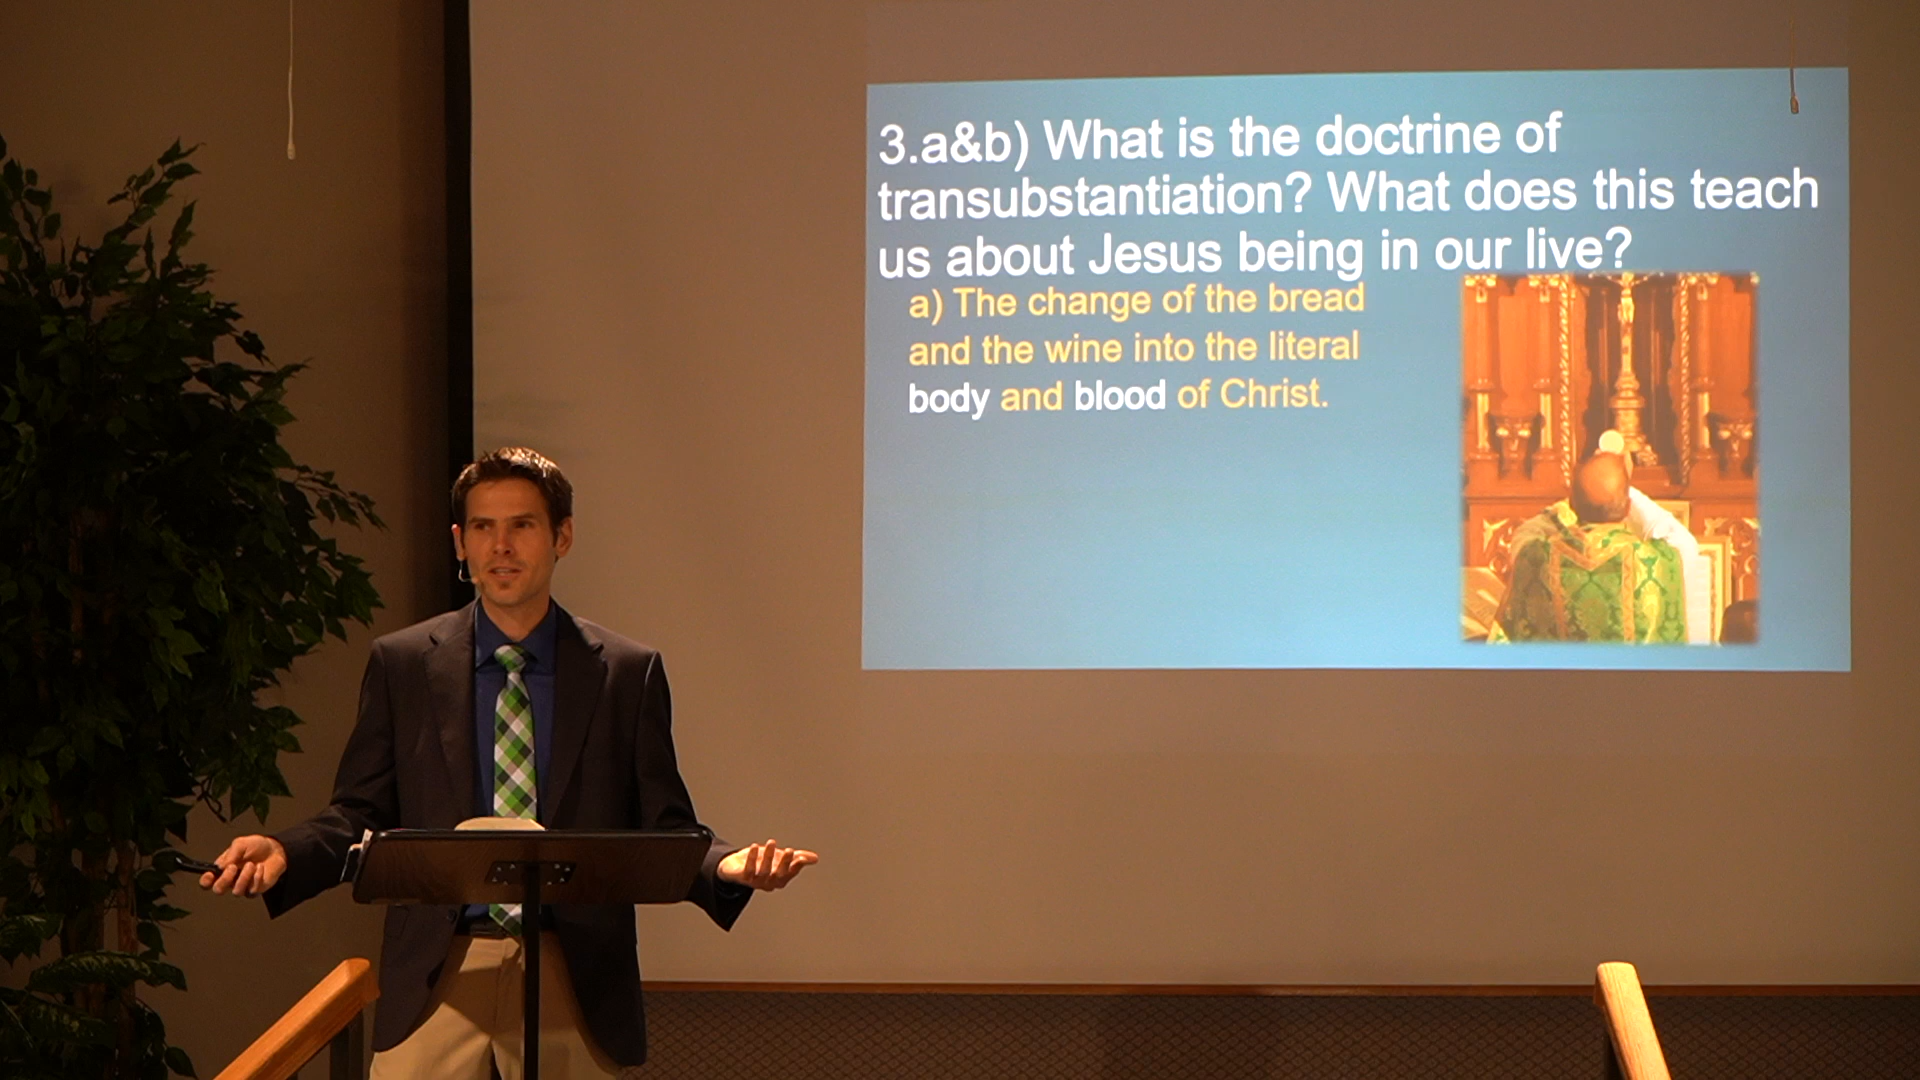 3.a&b) What is the doctrine of
transubstantiation? What does this teach
us about Jesus being in our live?
a) The change of the bread
and the wine into the literal
body and blood of Christ.